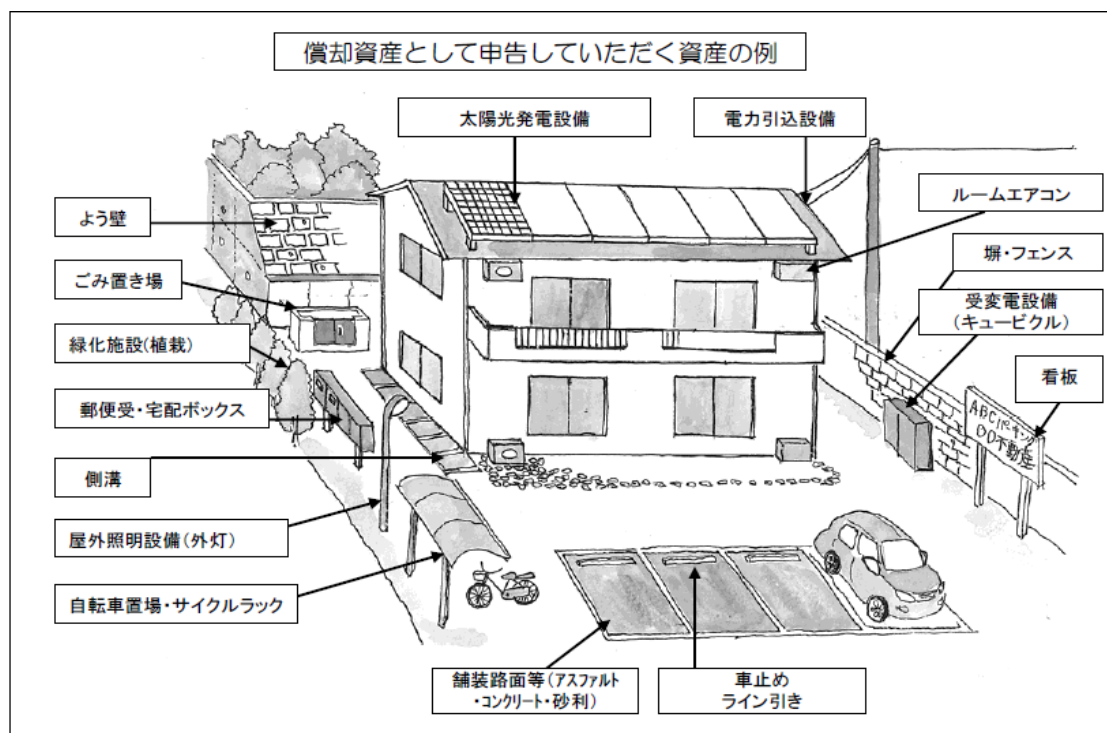 償却資産として申告していただく資産の例
太陽光発電設備
電力引込設備
ルームエアコン
よう壁
塀・フェンス
ごみ置き場
受変電設備
(キュービクル)
緑化施設(植栽)
看板
郵便受・宅配ボックス
ABCパーキング
〇〇不動産
側溝
屋外照明設備(外灯)
自転車置場・サイクルラック
舗装路面等(アスファルト
・コンクリート・砂利)
車止め
ライン引き